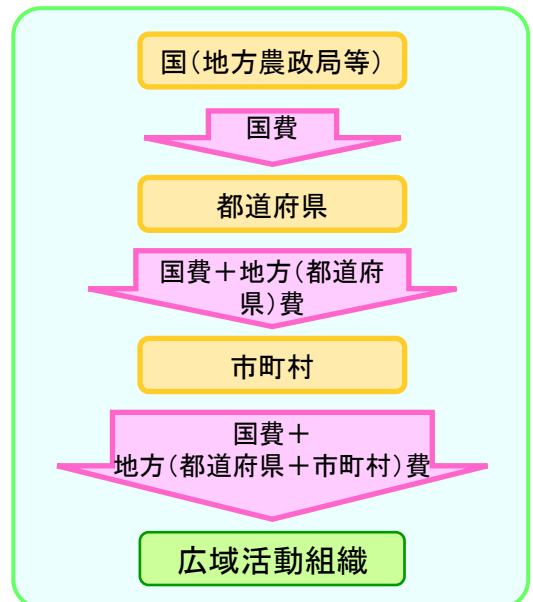 国（地方農政局等）
国費
都道府県
国費＋地方（都道府
県）費
市町村
国費＋
地方（都道府県＋市町村）費
広域活動組織